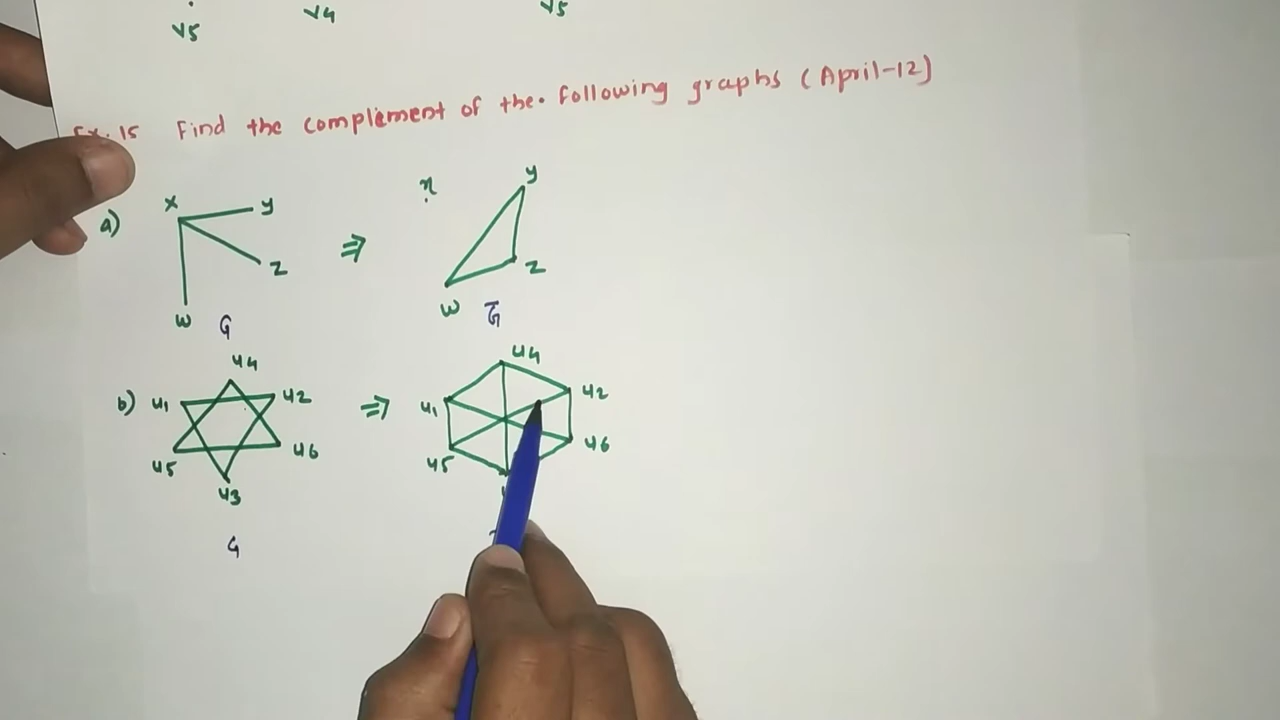 v5 v4 v5
Ex. 15 Find the complement of the following graphs (April-12)
a) x y z w G ⇒ x y z w G̅
b) u1 u4 u2 u6 u3 u5 G ⇒ u1 u4 u2 u6 u5